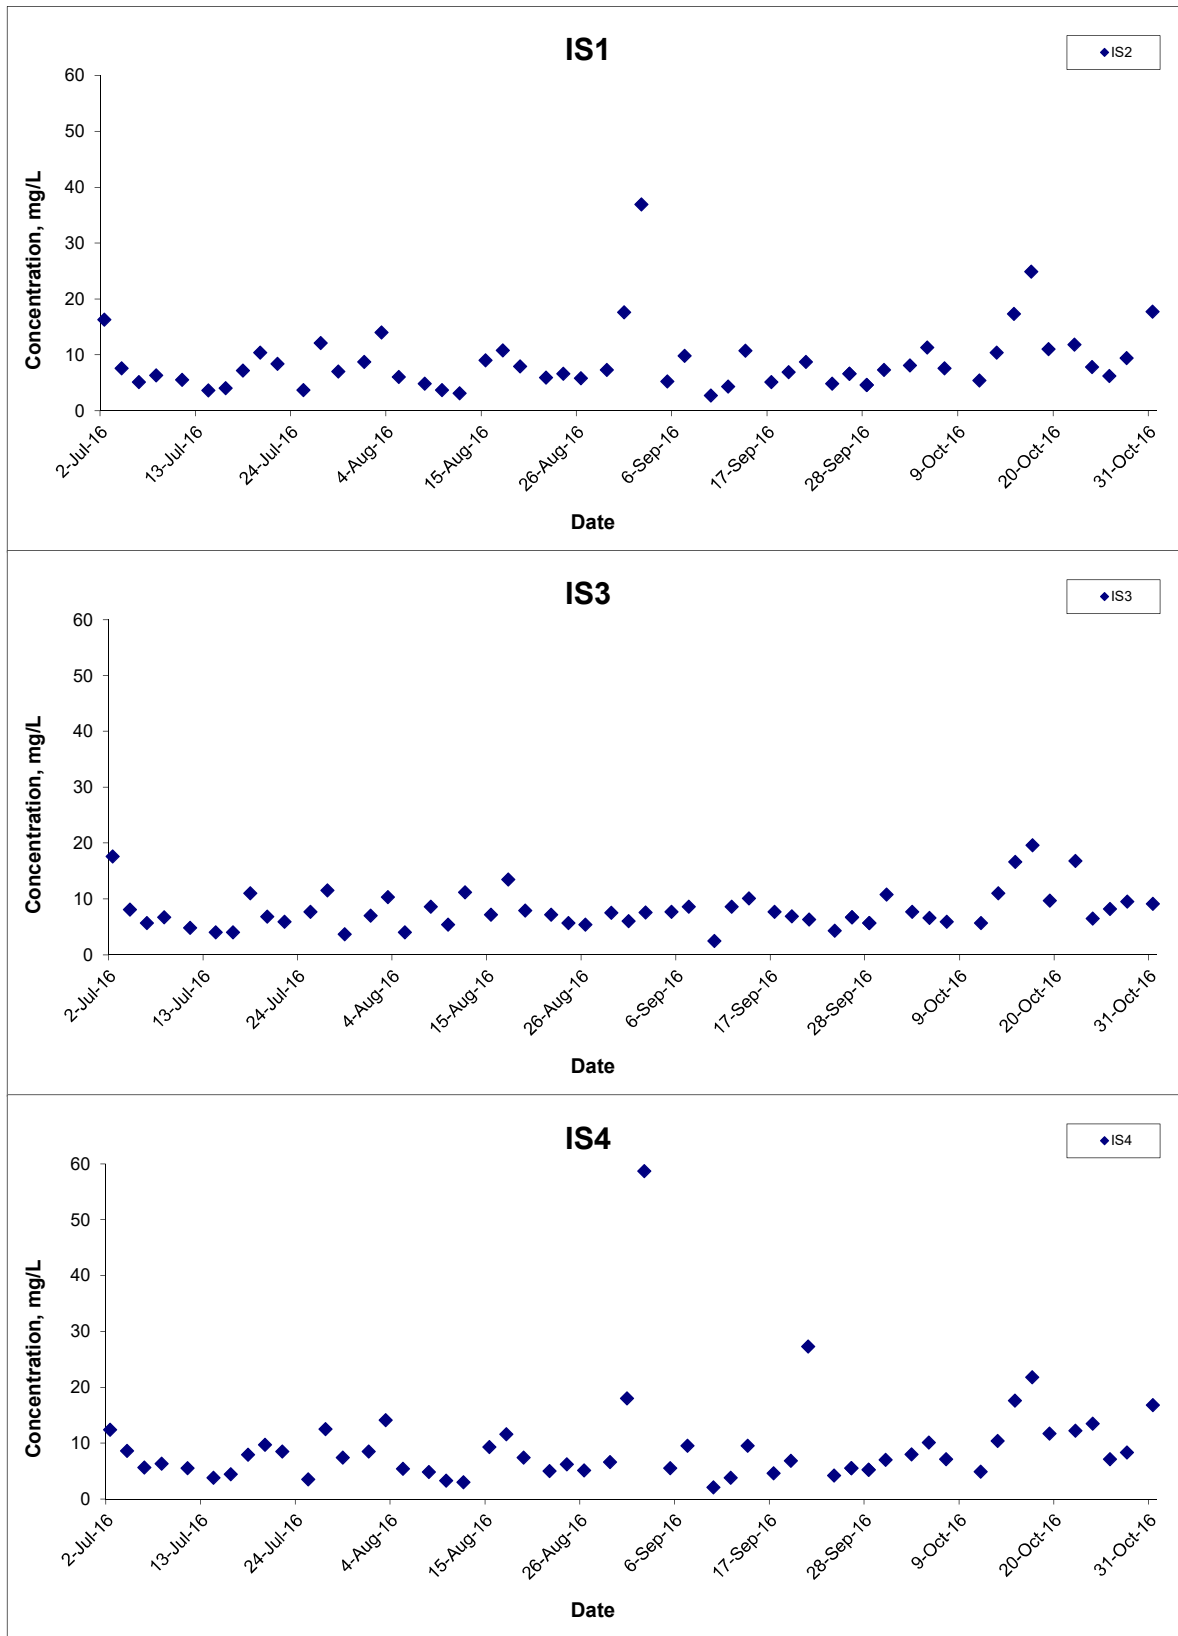 IS1
IS2
60
50
40
30
20
10
0
Concentration, mg/L
2-Jul-16
13-Jul-16
24-Jul-16
4-Aug-16
15-Aug-16
26-Aug-16
6-Sep-16
17-Sep-16
28-Sep-16
9-Oct-16
20-Oct-16
31-Oct-16
Date
IS3
IS3
60
50
40
30
20
10
0
Concentration, mg/L
2-Jul-16
13-Jul-16
24-Jul-16
4-Aug-16
15-Aug-16
26-Aug-16
6-Sep-16
17-Sep-16
28-Sep-16
9-Oct-16
20-Oct-16
31-Oct-16
Date
IS4
IS4
60
50
40
30
20
10
0
Concentration, mg/L
2-Jul-16
13-Jul-16
24-Jul-16
4-Aug-16
15-Aug-16
26-Aug-16
6-Sep-16
17-Sep-16
28-Sep-16
9-Oct-16
20-Oct-16
31-Oct-16
Date